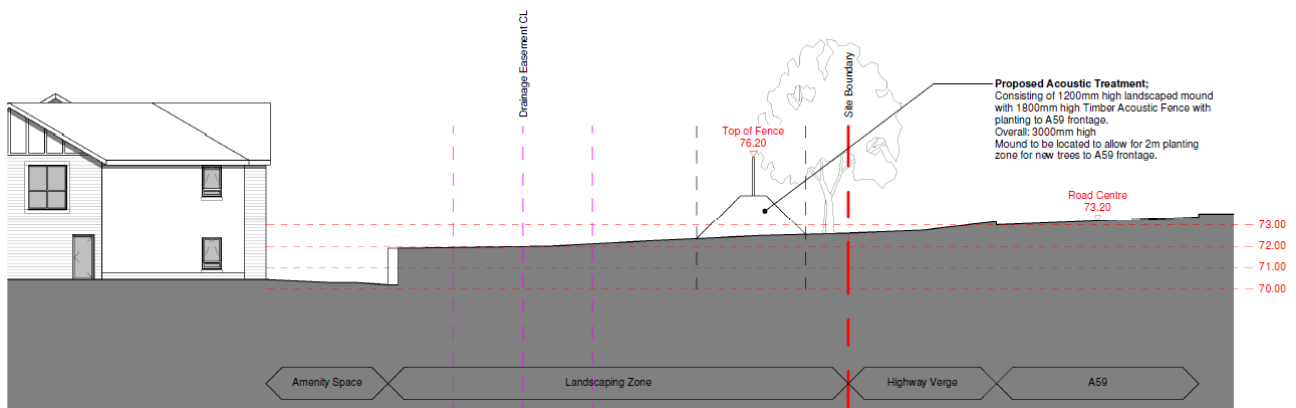 Drainage Easement CL
Site Boundary
Proposed Acoustic Treatment;
Consisting of 1200mm high landscaped mound
with 1800mm high Timber Acoustic Fence with
planting to A59 frontage.
Overall: 3000mm high
Mound to be located to allow for 2m planting
zone for new trees to A59 frontage.
Top of Fence
76.20
Road Centre
73.20
73.00
72.00
71.00
70.00
Amenity Space
Landscaping Zone
Highway Verge
A59